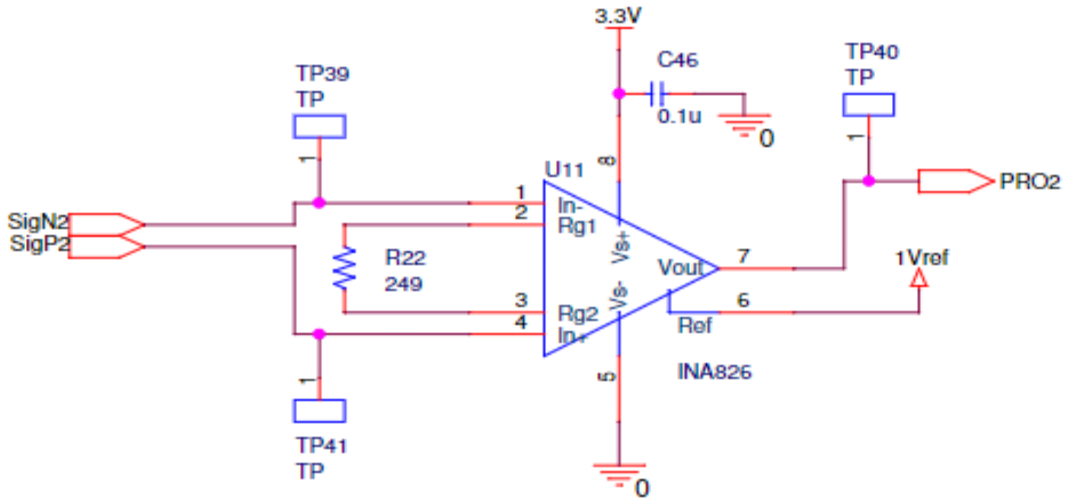 3.3V
TP40
TP
C46
TP39
TP
0.1u
0
1
1
8
U11
PRO2
1
In-
SigN2
2
Rg1
SigP2
Vs+
R22
249
7
Vout
1Vref
Vs-
3
Rg2
6
4
In+
Ref
INA826
1
5
TP41
TP
0